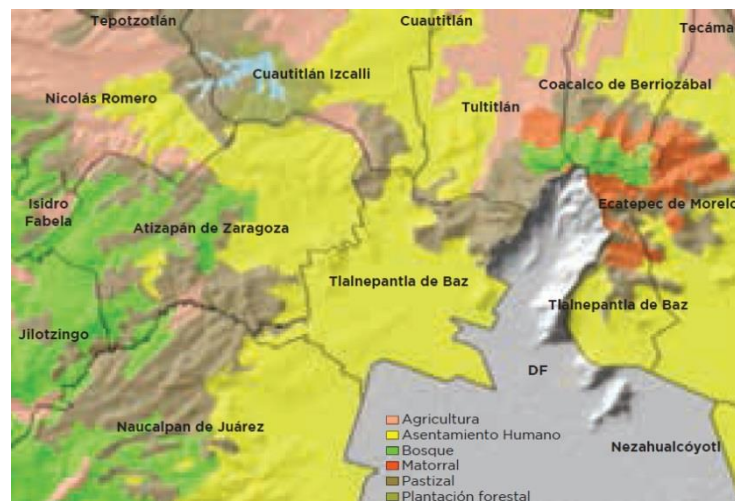 Tepotzotlán
Cuautitlán
Tecáma
Cuautitlán Izcalli
Coacalco de Berriozábal
Nicolás Romero
Tultitlán
Isidro
Fabela
Ecatepec de Morelo
Atizapán de Zaragoza
Tlalnepantla de Baz
Tlalnepantla de Baz
Jilotzingo
DF
Naucalpan de Juárez
Nezahualcóyotl
Agricultura
Asentamiento Humano
Bosque
Matorral
Pastizal
Plantación forestal